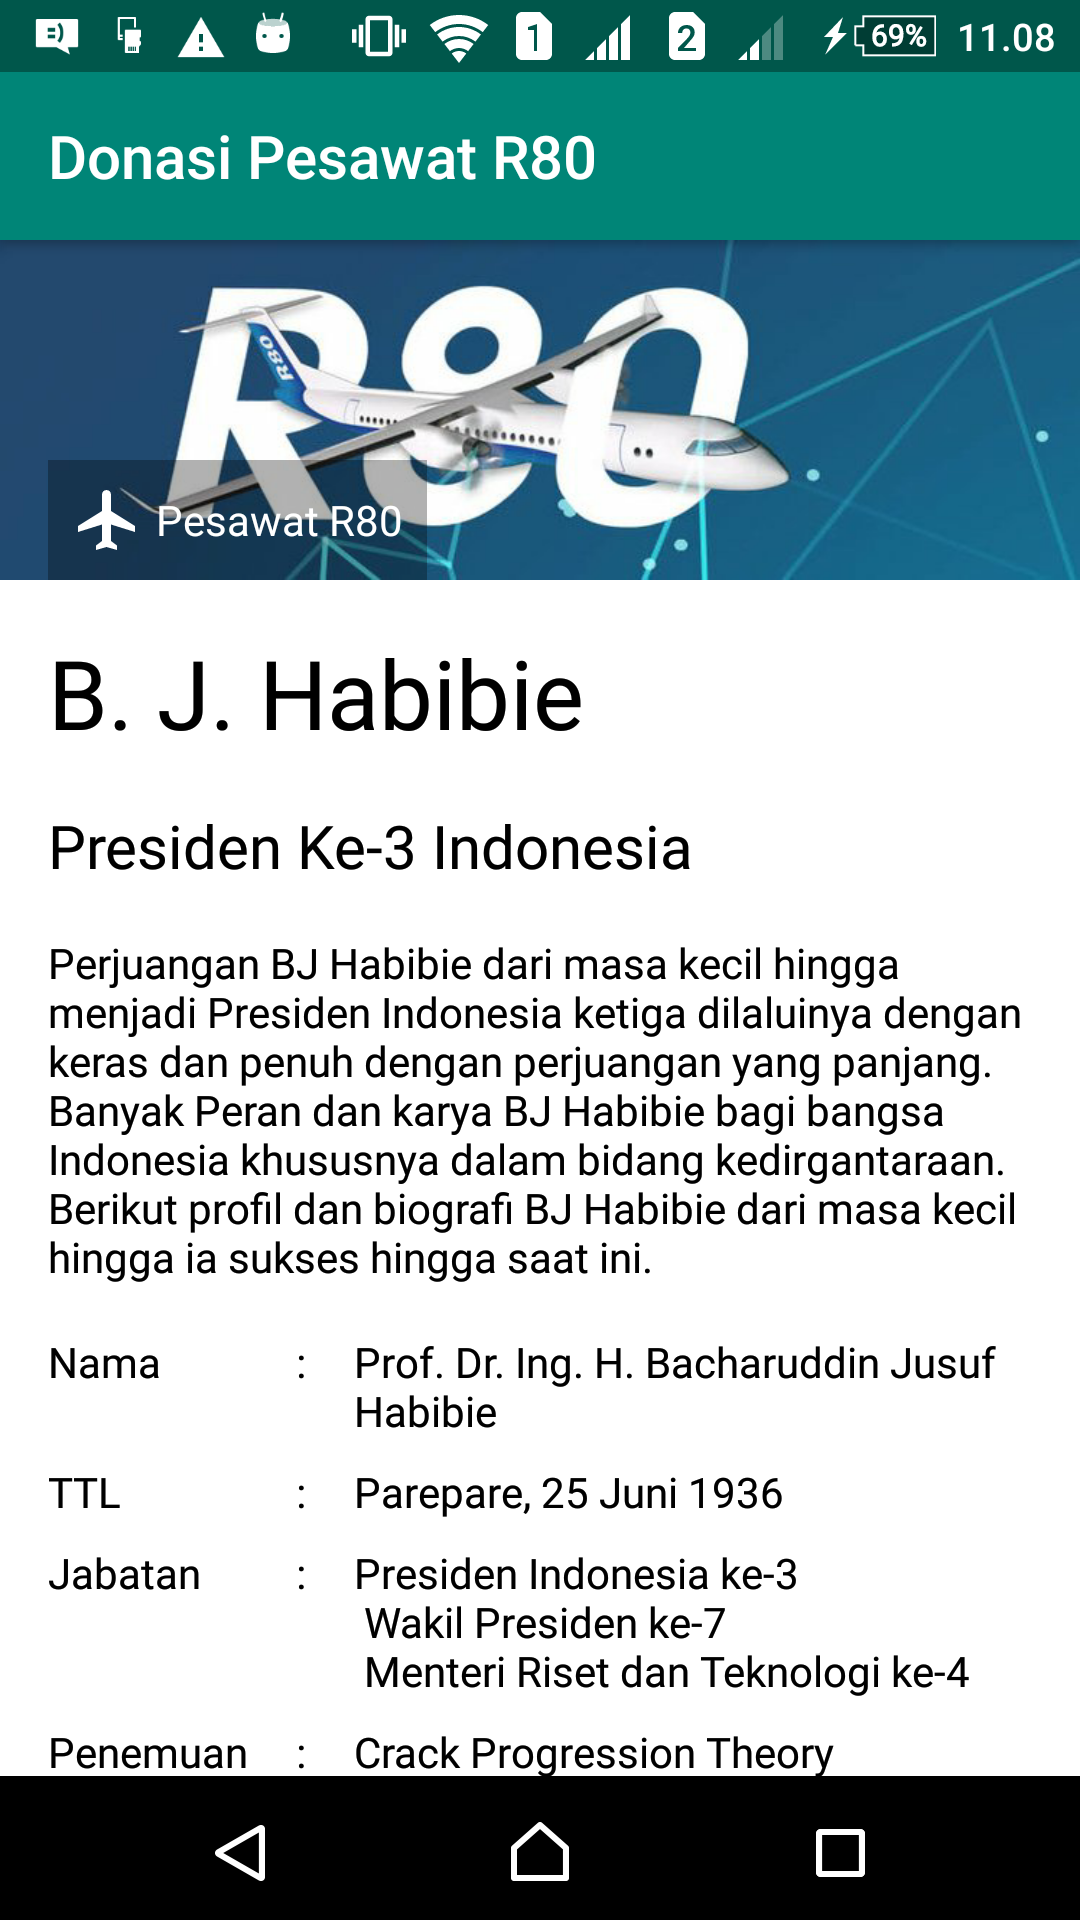 1 2 69% 11.08
Donasi Pesawat R80
R80
R80
Pesawat R80
B. J. Habibie
Presiden Ke-3 Indonesia
Perjuangan BJ Habibie dari masa kecil hingga
menjadi Presiden Indonesia ketiga dilaluinya dengan
keras dan penuh dengan perjuangan yang panjang.
Banyak Peran dan karya BJ Habibie bagi bangsa
Indonesia khususnya dalam bidang kedirgantaraan.
Berikut profil dan biografi BJ Habibie dari masa kecil
hingga ia sukses hingga saat ini.
Nama : Prof. Dr. Ing. H. Bacharuddin Jusuf
Habibie
TTL : Parepare, 25 Juni 1936
Jabatan : Presiden Indonesia ke-3
Wakil Presiden ke-7
Menteri Riset dan Teknologi ke-4
Penemuan : Crack Progression Theory